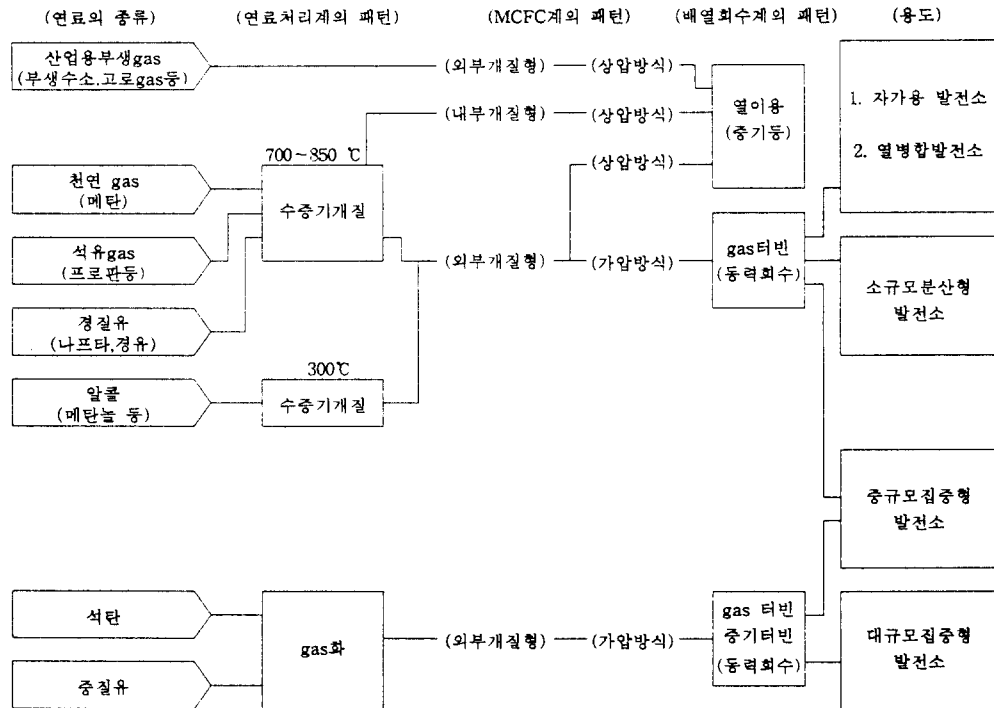 (연료의 종류) (연료처리계의 패턴) (MCFC계의 패턴) (배열회수계의 패턴) (용도)
산업용부생gas
(부생수소.고로gas등)
(외부개질형) (상압방식)
열이용
(증기등)
1. 자가용 발전소
2. 열병합발전소
(내부개질형) (상압방식)
700~850 ℃
(상압방식)
천연 gas
(메탄)
수증기개질
석유gas
(프로판등)
(외부개질형) (가압방식)
gas터빈
(동력회수)
소규모분산형
발전소
경질유
(나프타.경유)
300℃
알콜
(메탄놀 등)
수증기개질
중규모집중형
발전소
석탄
gas화
(외부개질형) (가압방식)
gas 터빈
증기터빈
(동력회수)
대규모집중형
발전소
중질유